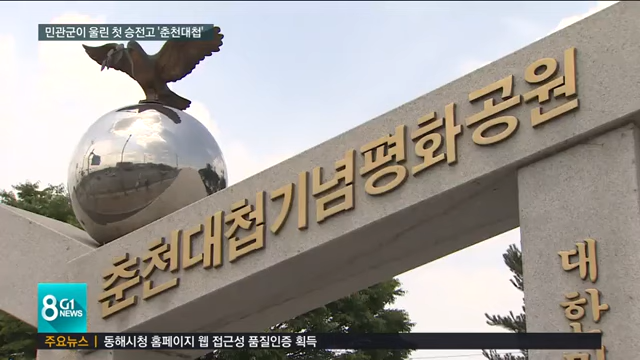 민관군이 울린 첫 승전고 '춘천대첩'
춘천대첩기념평화공원
대한
8 G1 NEWS
주요뉴스 동해시청 홈페이지 웹 접근성 품질인증 획득